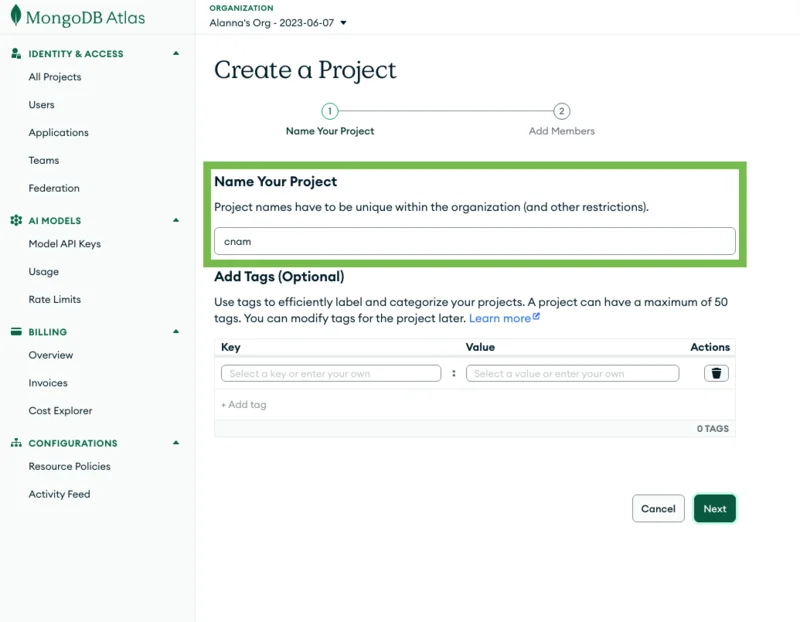 MongoDB Atlas
ORGANIZATION
Alanna's Org - 2023-06-07
IDENTITY & ACCESS
All Projects
Users
Applications
Teams
Federation
AI MODELS
Model API Keys
Usage
Rate Limits
BILLING
Overview
Invoices
Cost Explorer
CONFIGURATIONS
Resource Policies
Activity Feed
Create a Project
1 2
Name Your Project Add Members
Name Your Project
Project names have to be unique within the organization (and other restrictions).
cnam
Add Tags (Optional)
Use tags to efficiently label and categorize your projects. A project can have a maximum of 50
tags. You can modify tags for the project later. Learn more
Key Value Actions
Select a key or enter your own : Select a value or enter your own
+ Add tag
0 TAGS
Cancel Next